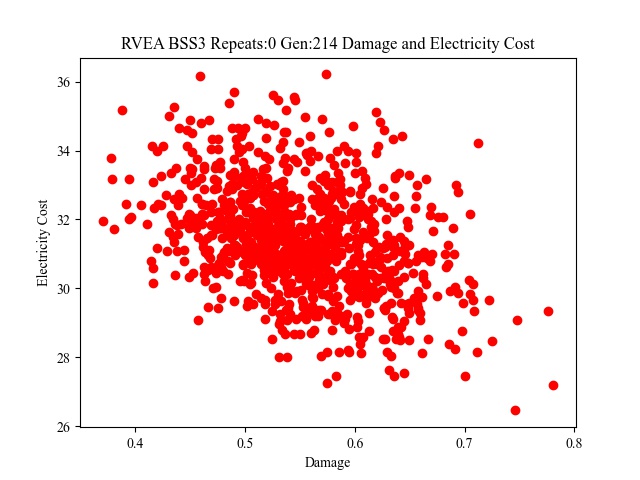 RVEA BSS3 Repeats:0 Gen:214 Damage and Electricity Cost
36
34
32
30
28
26
Electricity Cost
0.4 0.5 0.6 0.7 0.8
Damage